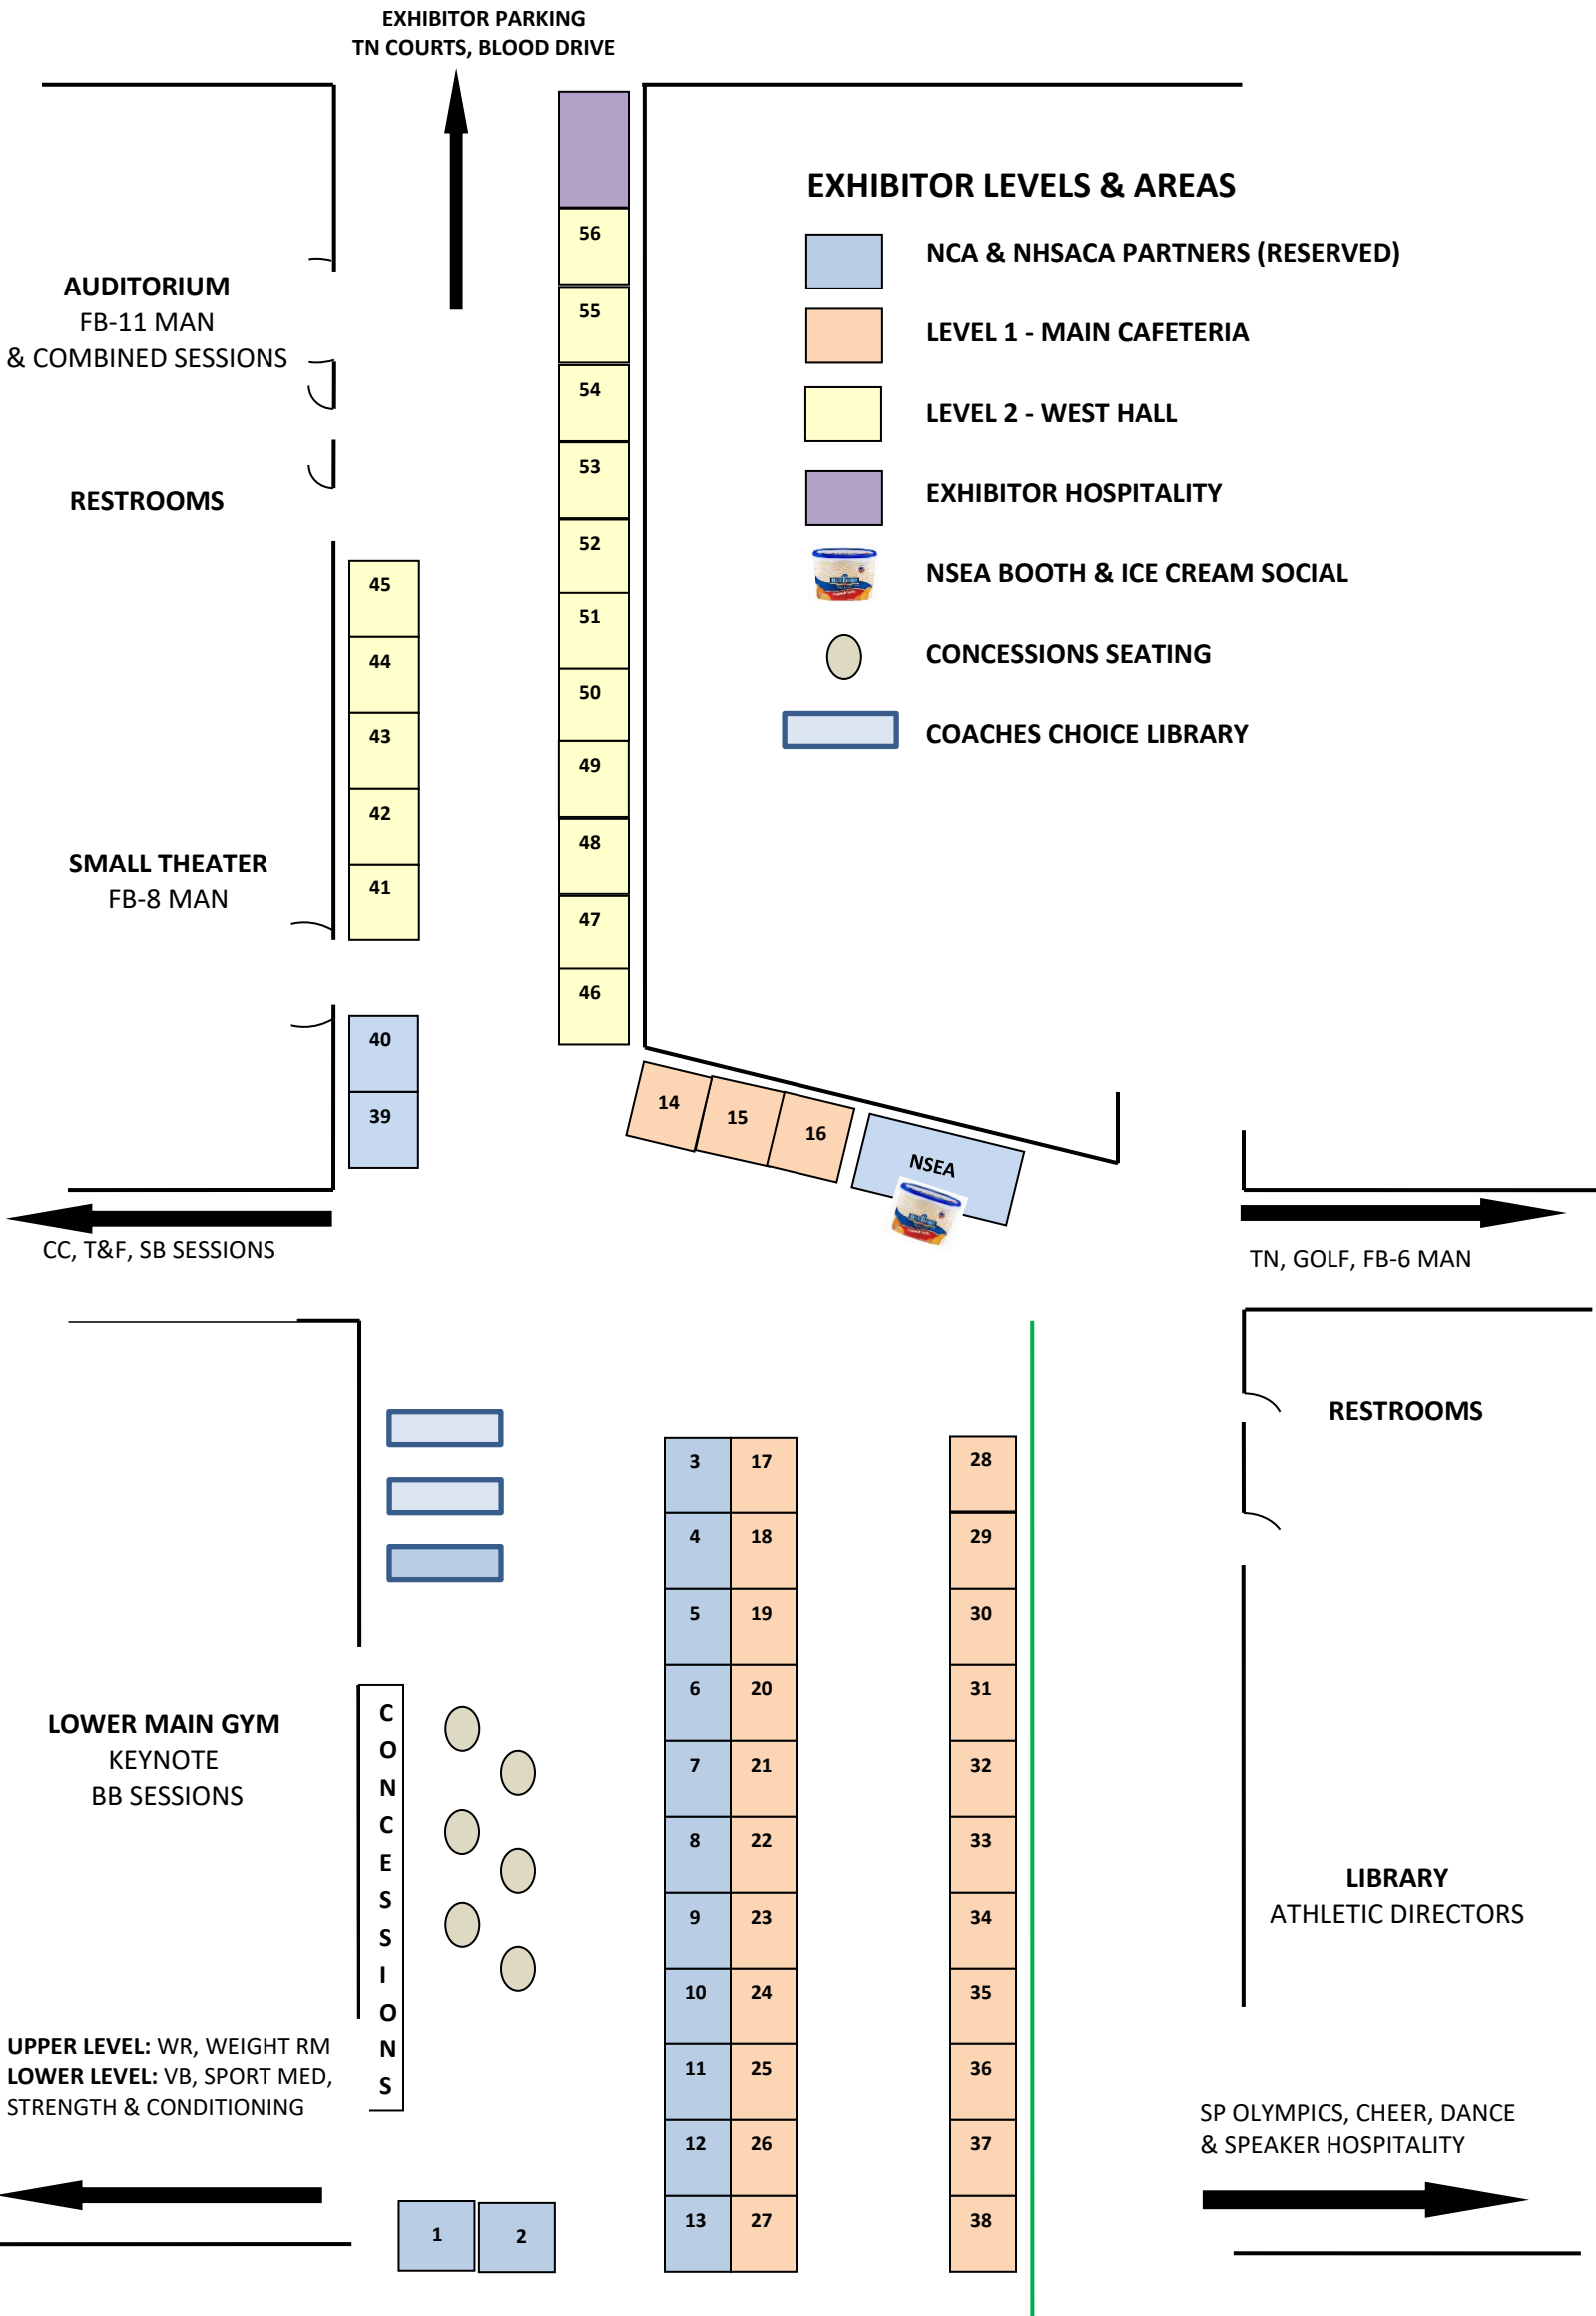 EXHIBITOR PARKING
TN COURTS, BLOOD DRIVE
EXHIBITOR LEVELS & AREAS
NCA & NHSACA PARTNERS (RESERVED)
LEVEL 1 - MAIN CAFETERIA
LEVEL 2 - WEST HALL
EXHIBITOR HOSPITALITY
NSEA BOOTH & ICE CREAM SOCIAL
CONCESSIONS SEATING
COACHES CHOICE LIBRARY
AUDITORIUM
FB-11 MAN
& COMBINED SESSIONS
RESTROOMS
SMALL THEATER
FB-8 MAN
56
55
54
53
52
51
50
49
48
47
46
45
44
43
42
41
40
39
14
15
16
NSEA
CC, T&F, SB SESSIONS
TN, GOLF, FB-6 MAN
RESTROOMS
LOWER MAIN GYM
KEYNOTE
BB SESSIONS
CONCESSIONS
3 17
4 18
5 19
6 20
7 21
8 22
9 23
10 24
11 25
12 26
13 27
28
29
30
31
32
33
34
35
36
37
38
LIBRARY
ATHLETIC DIRECTORS
UPPER LEVEL: WR, WEIGHT RM
LOWER LEVEL: VB, SPORT MED,
STRENGTH & CONDITIONING
SP OLYMPICS, CHEER, DANCE
& SPEAKER HOSPITALITY
1 2